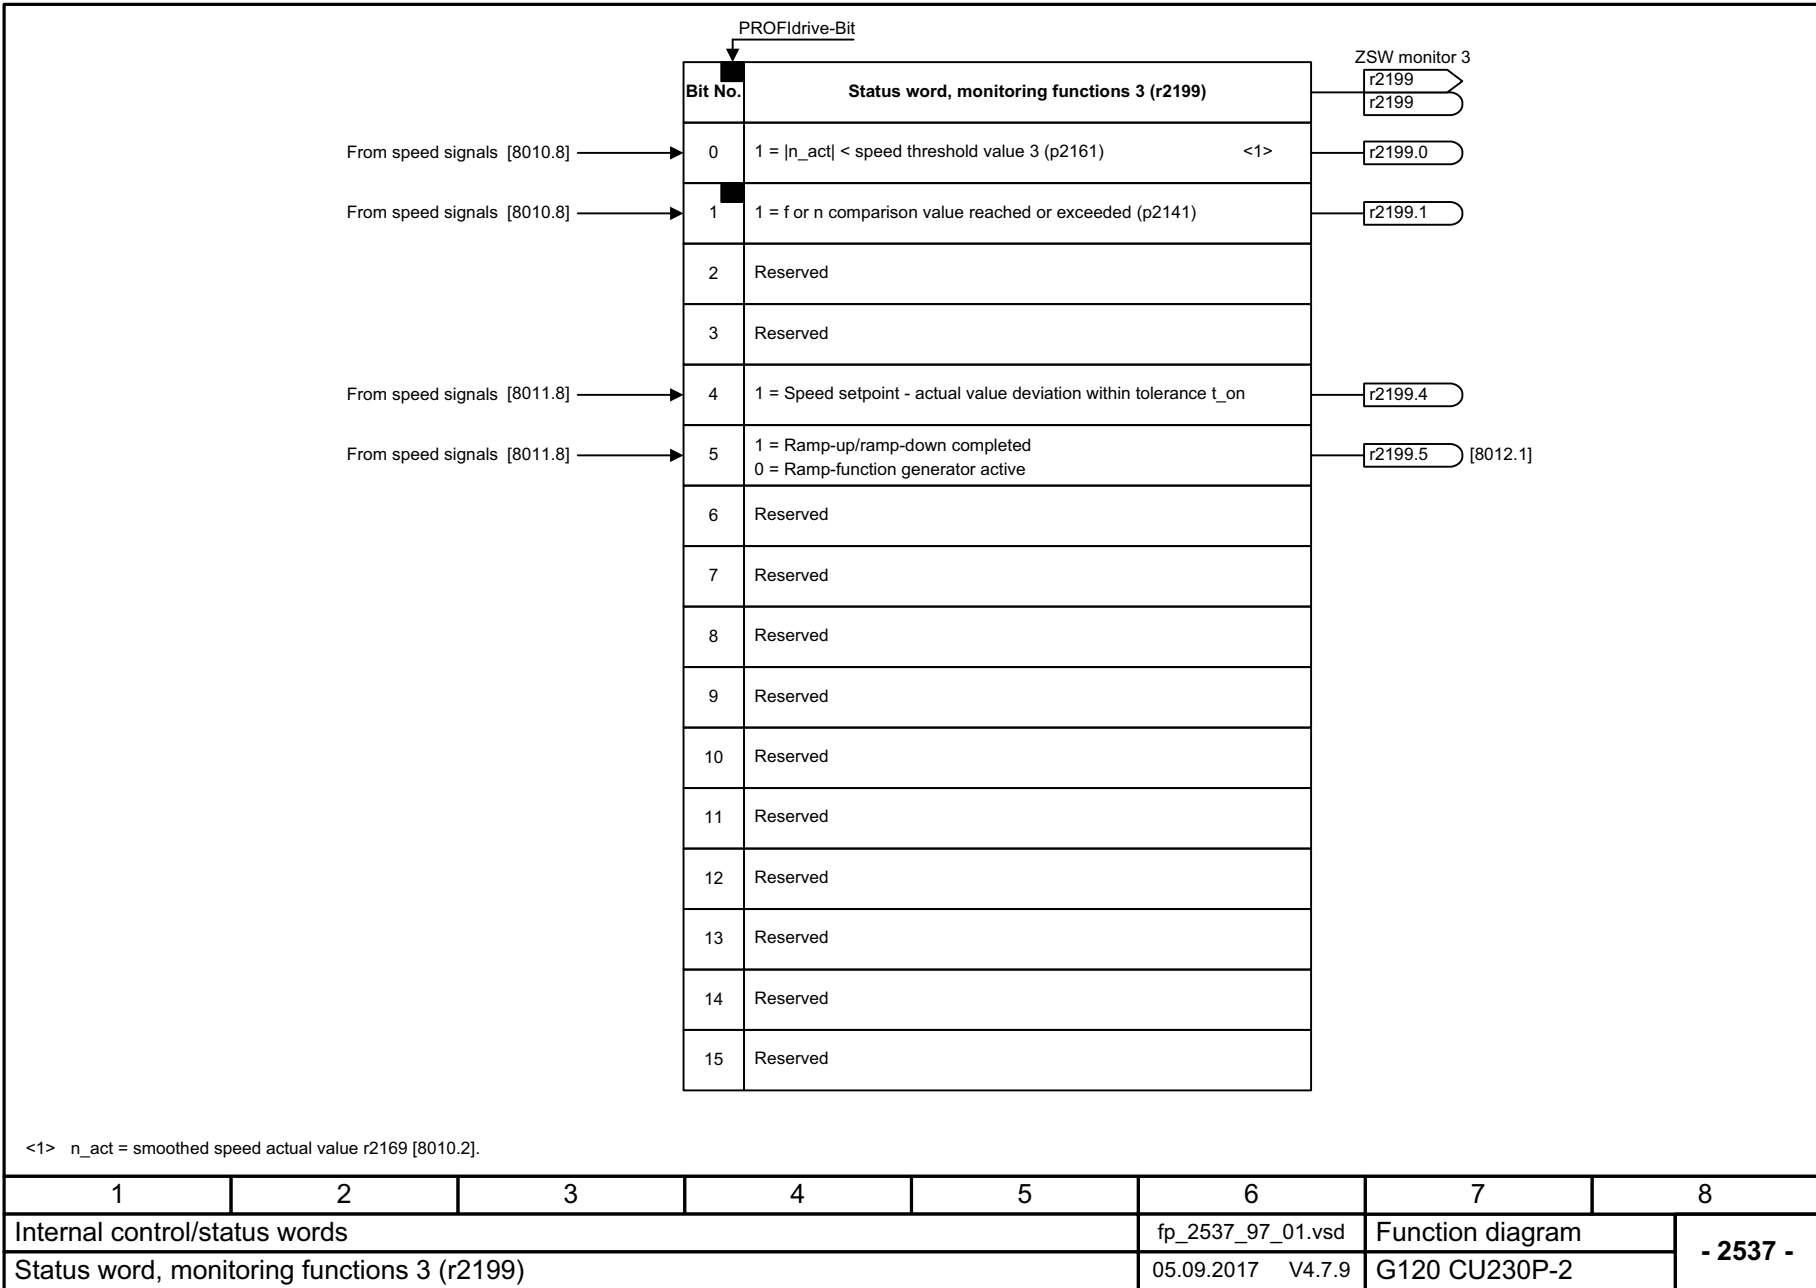 PROFIdrive-Bit
ZSW monitor 3
Bit No. Status word, monitoring functions 3 (r2199) r2199
r2199
From speed signals [8010.8] 0 1 = |n_act| < speed threshold value 3 (p2161) <1> r2199.0
From speed signals [8010.8] 1 1 = f or n comparison value reached or exceeded (p2141) r2199.1
2 Reserved
3 Reserved
From speed signals [8011.8] 4 1 = Speed setpoint - actual value deviation within tolerance t_on r2199.4
From speed signals [8011.8] 5 1 = Ramp-up/ramp-down completed r2199.5 [8012.1]
0 = Ramp-function generator active
6 Reserved
7 Reserved
8 Reserved
9 Reserved
10 Reserved
11 Reserved
12 Reserved
13 Reserved
14 Reserved
15 Reserved
<1> n_act = smoothed speed actual value r2169 [8010.2].
1 2 3 4 5 6 7 8
Internal control/status words fp_2537_97_01.vsd Function diagram - 2537 -
Status word, monitoring functions 3 (r2199) 05.09.2017 V4.7.9 G120 CU230P-2